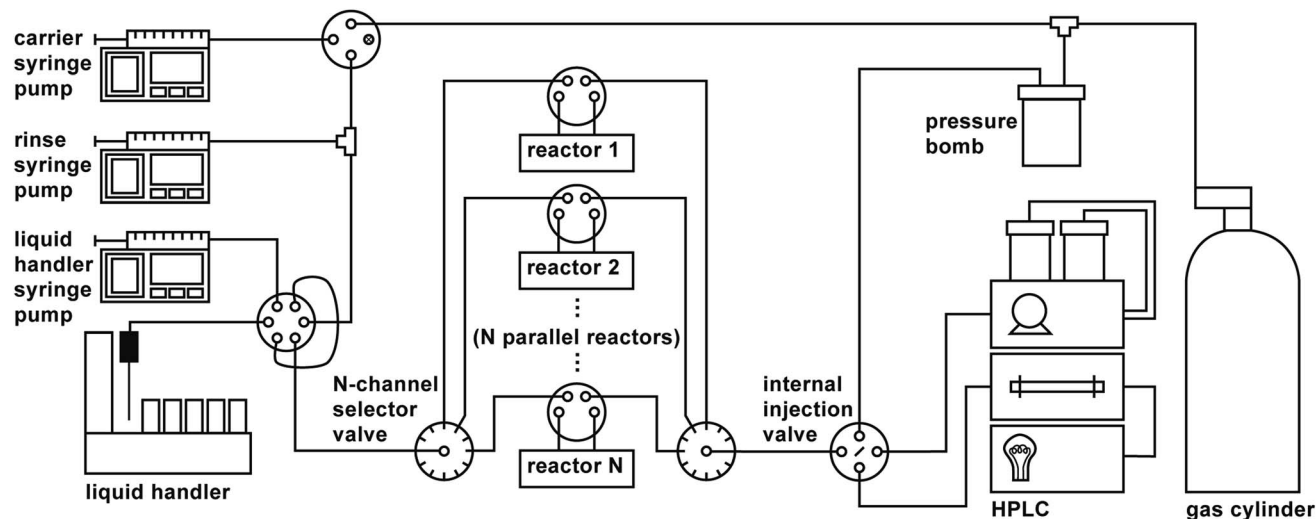 carrier
syringe
pump
rinse
syringe
pump
liquid
handler
syringe
pump
liquid handler
N-channel
selector
valve
reactor 1
reactor 2
(N parallel reactors)
reactor N
internal
injection
valve
pressure
bomb
HPLC
gas cylinder